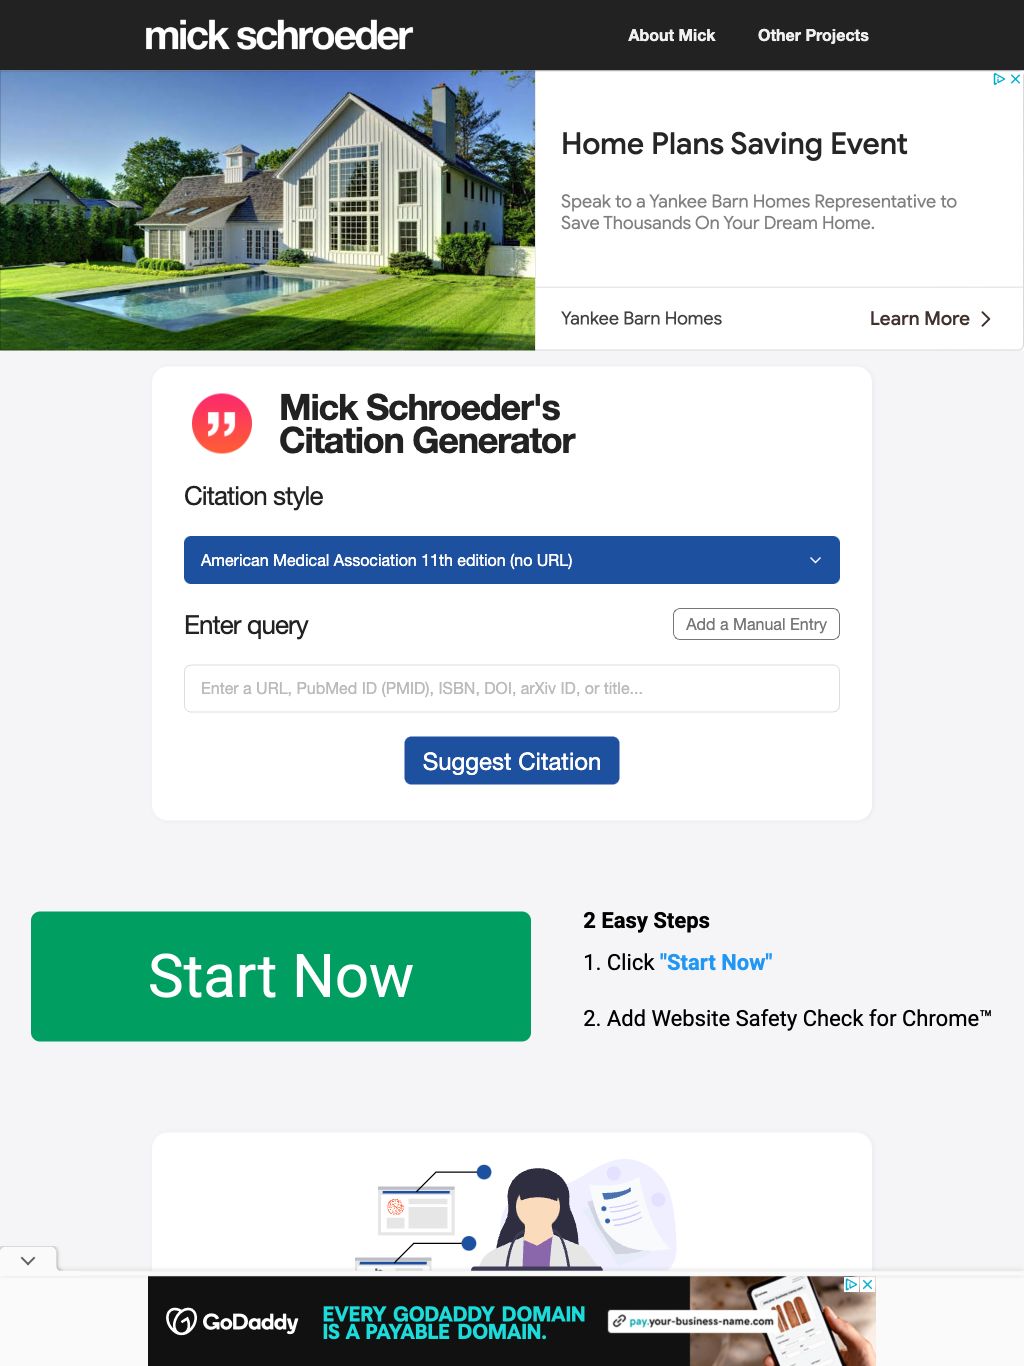 mick schroeder
About Mick
Other Projects
Home Plans Saving Event
Speak to a Yankee Barn Homes Representative to
Save Thousands On Your Dream Home.
Yankee Barn Homes
Learn More
Mick Schroeder's
Citation Generator
Citation style
American Medical Association 11th edition (no URL)
Enter query
Add a Manual Entry
Enter a URL, PubMed ID (PMID), ISBN, DOI, arXiv ID, or title...
Suggest Citation
Start Now
2 Easy Steps
1. Click "Start Now"
2. Add Website Safety Check for Chrome™
GoDaddy
EVERY GODADDY DOMAIN
IS A PAYABLE DOMAIN.
pay.your-business-name.com